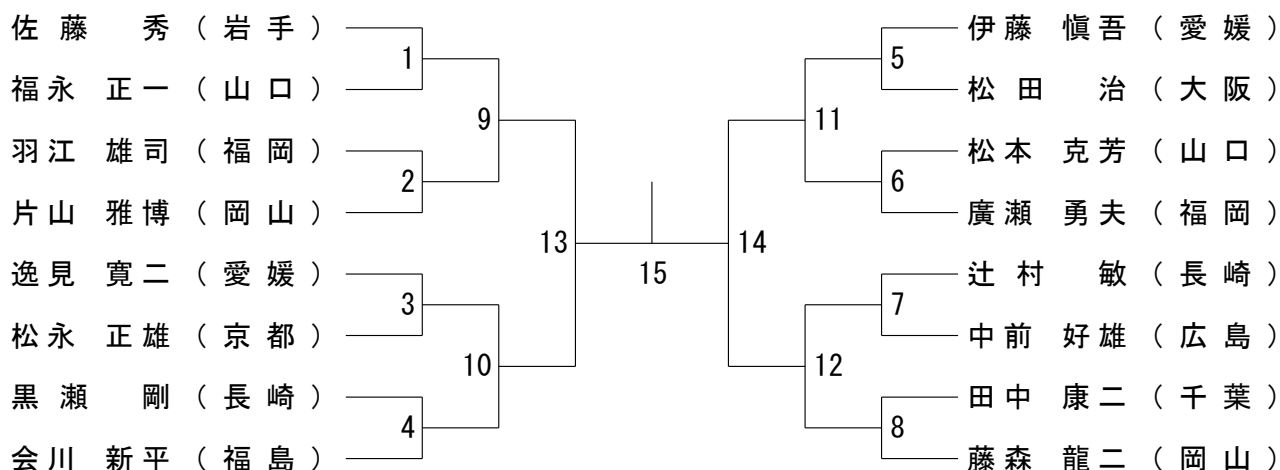 佐藤 秀（岩手）
福永 正一（山口）
羽江 雄司（福岡）
片山 雅博（岡山）
逸見 寛二（愛媛）
松永 正雄（京都）
黒瀬 剛（長崎）
会川 新平（福島）
1
2
3
4
9
10
13
15
14
11
12
5
6
7
8
伊藤 愼吾（愛媛）
松田 治（大阪）
松本 克芳（山口）
廣瀬 勇夫（福岡）
辻村 敏（長崎）
中前 好雄（広島）
田中 康二（千葉）
藤森 龍二（岡山）